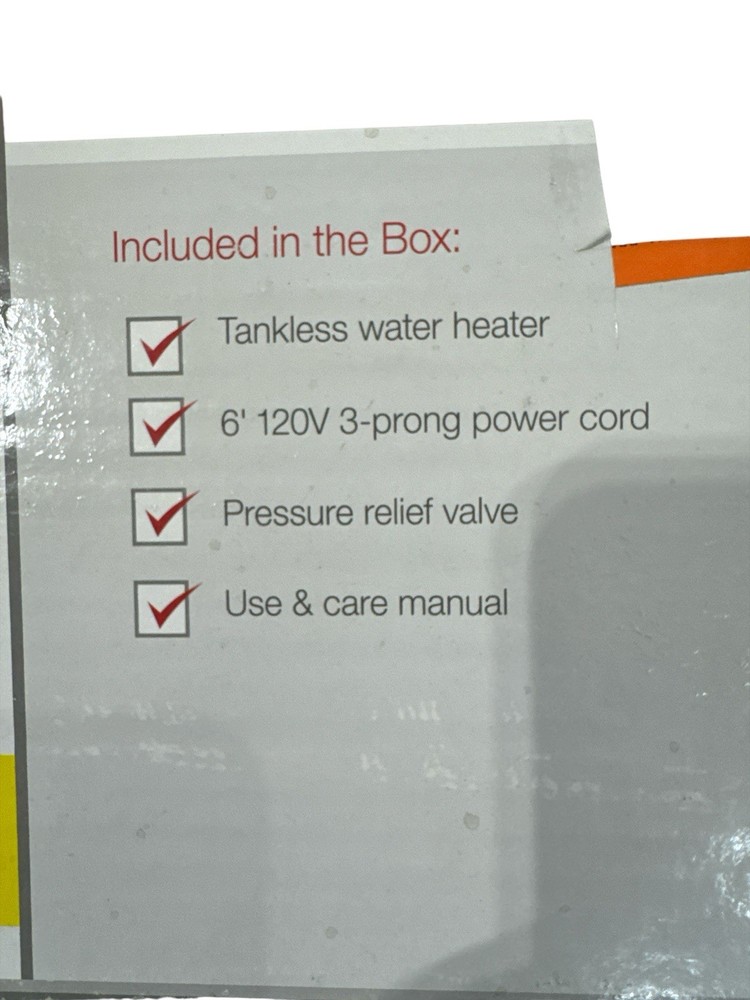 Included in the Box:
Tankless water heater
6' 120V 3-prong power cord
Pressure relief valve
Use & care manual